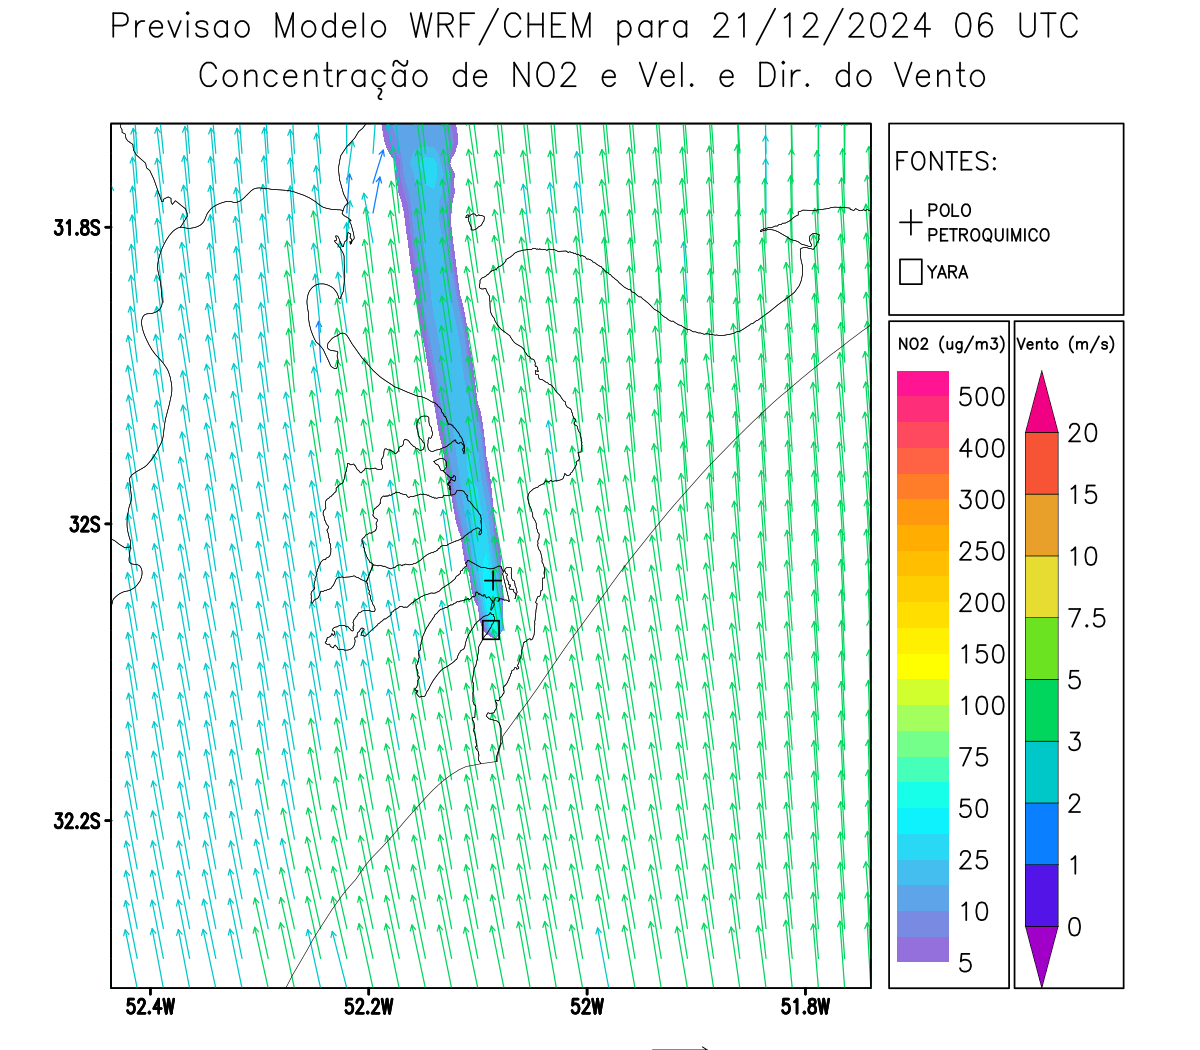 Previsao Modelo WRF/CHEM para 21/12/2024 06 UTC
Concentração de NO2 e Vel. e Dir. do Vento
FONTES:
POLO
PETROQUIMICO
YARA
31.8S
32S
32.2S
52.4W
52.2W
52W
51.8W
NO2 (ug/m3)
500
400
300
250
200
150
100
75
50
25
10
5
Vento (m/s)
20
15
10
7.5
5
3
2
1
0